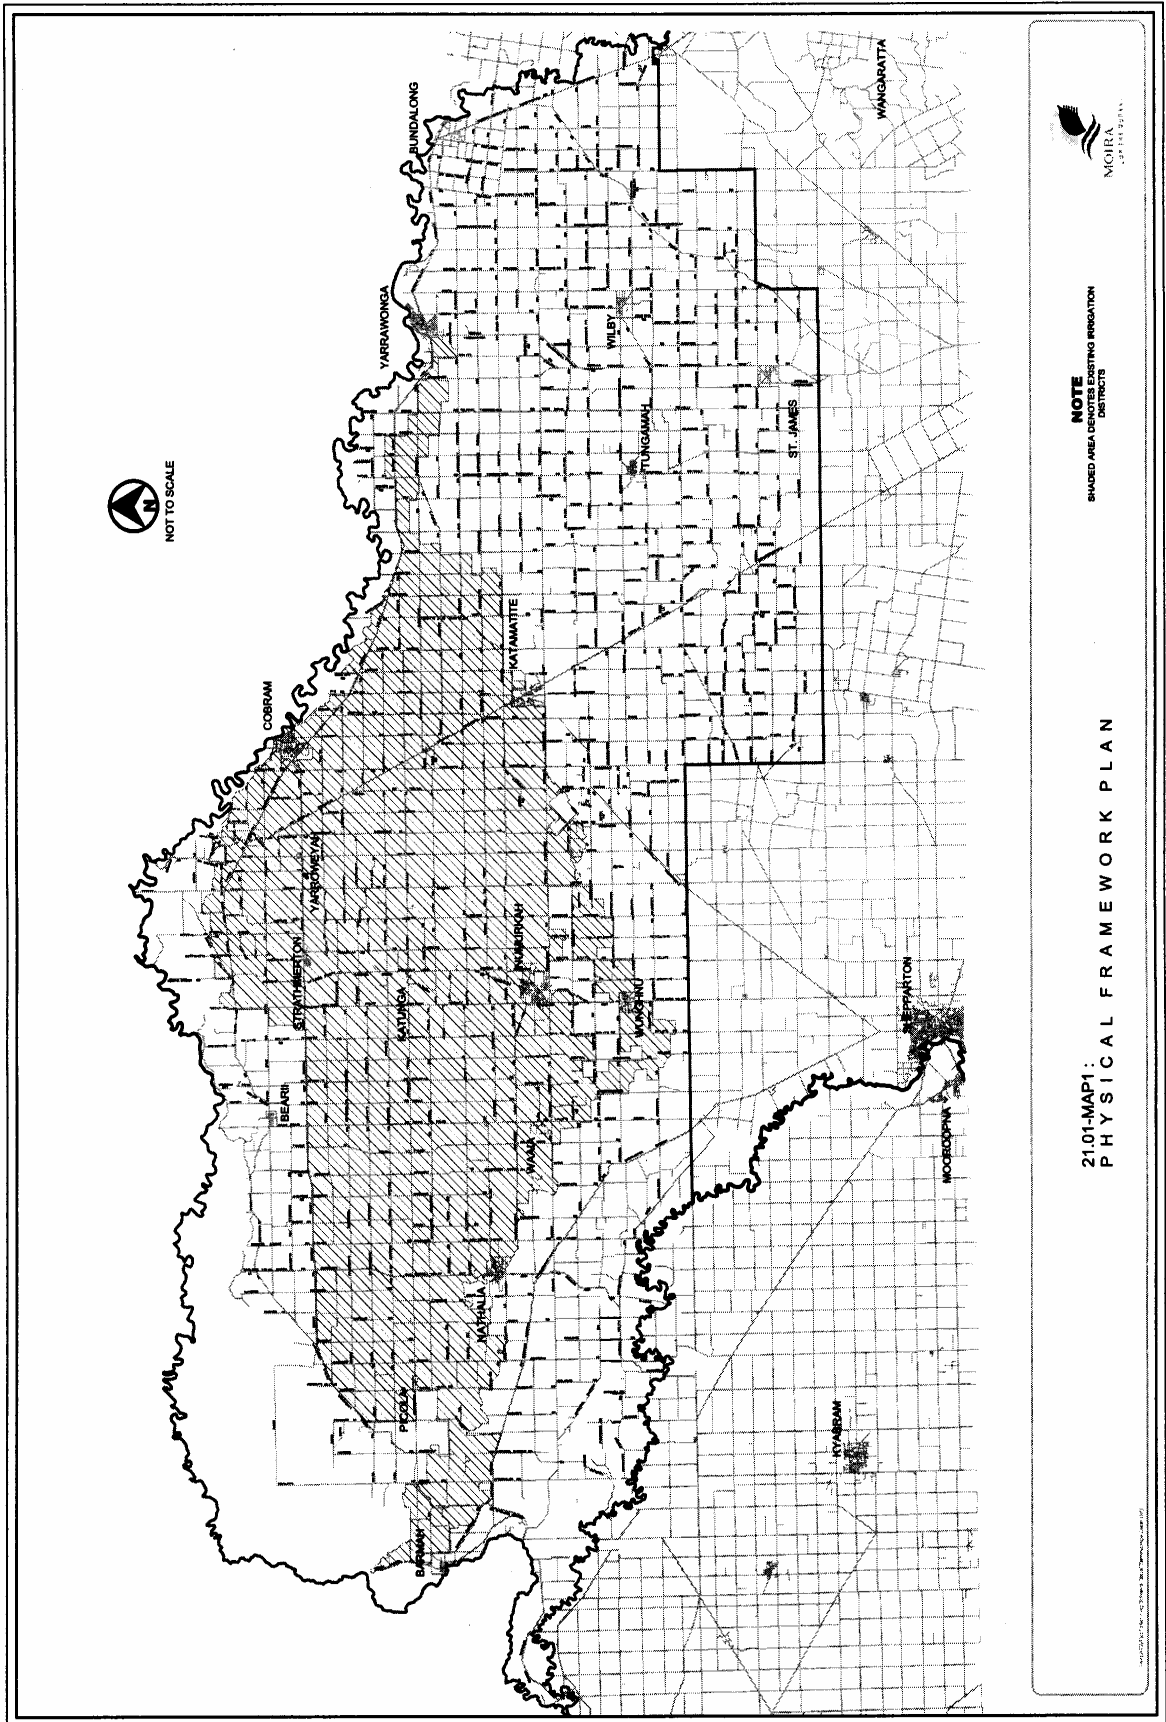 BUNDALONG
WANGARATTA
YARRAWONGA
WILBY
TUNGAMAH
ST. JAMES
N
NOT TO SCALE
KATAMATITE
COBRAM
YARROWEYAH
STRATHMERTON
NUMURKAH
KATUNGA
WUNGHNU
SHEPPARTON
BEARII
WAAIA
MOOROOPNA
NATHALIA
PICOLA
KYABRAM
BARMAH
MOIRA
NOTE
SHADED AREA DENOTES EXISTING IRRIGATION
DISTRICTS
21.01-MAP1 :
PHYSICAL FRAMEWORK PLAN